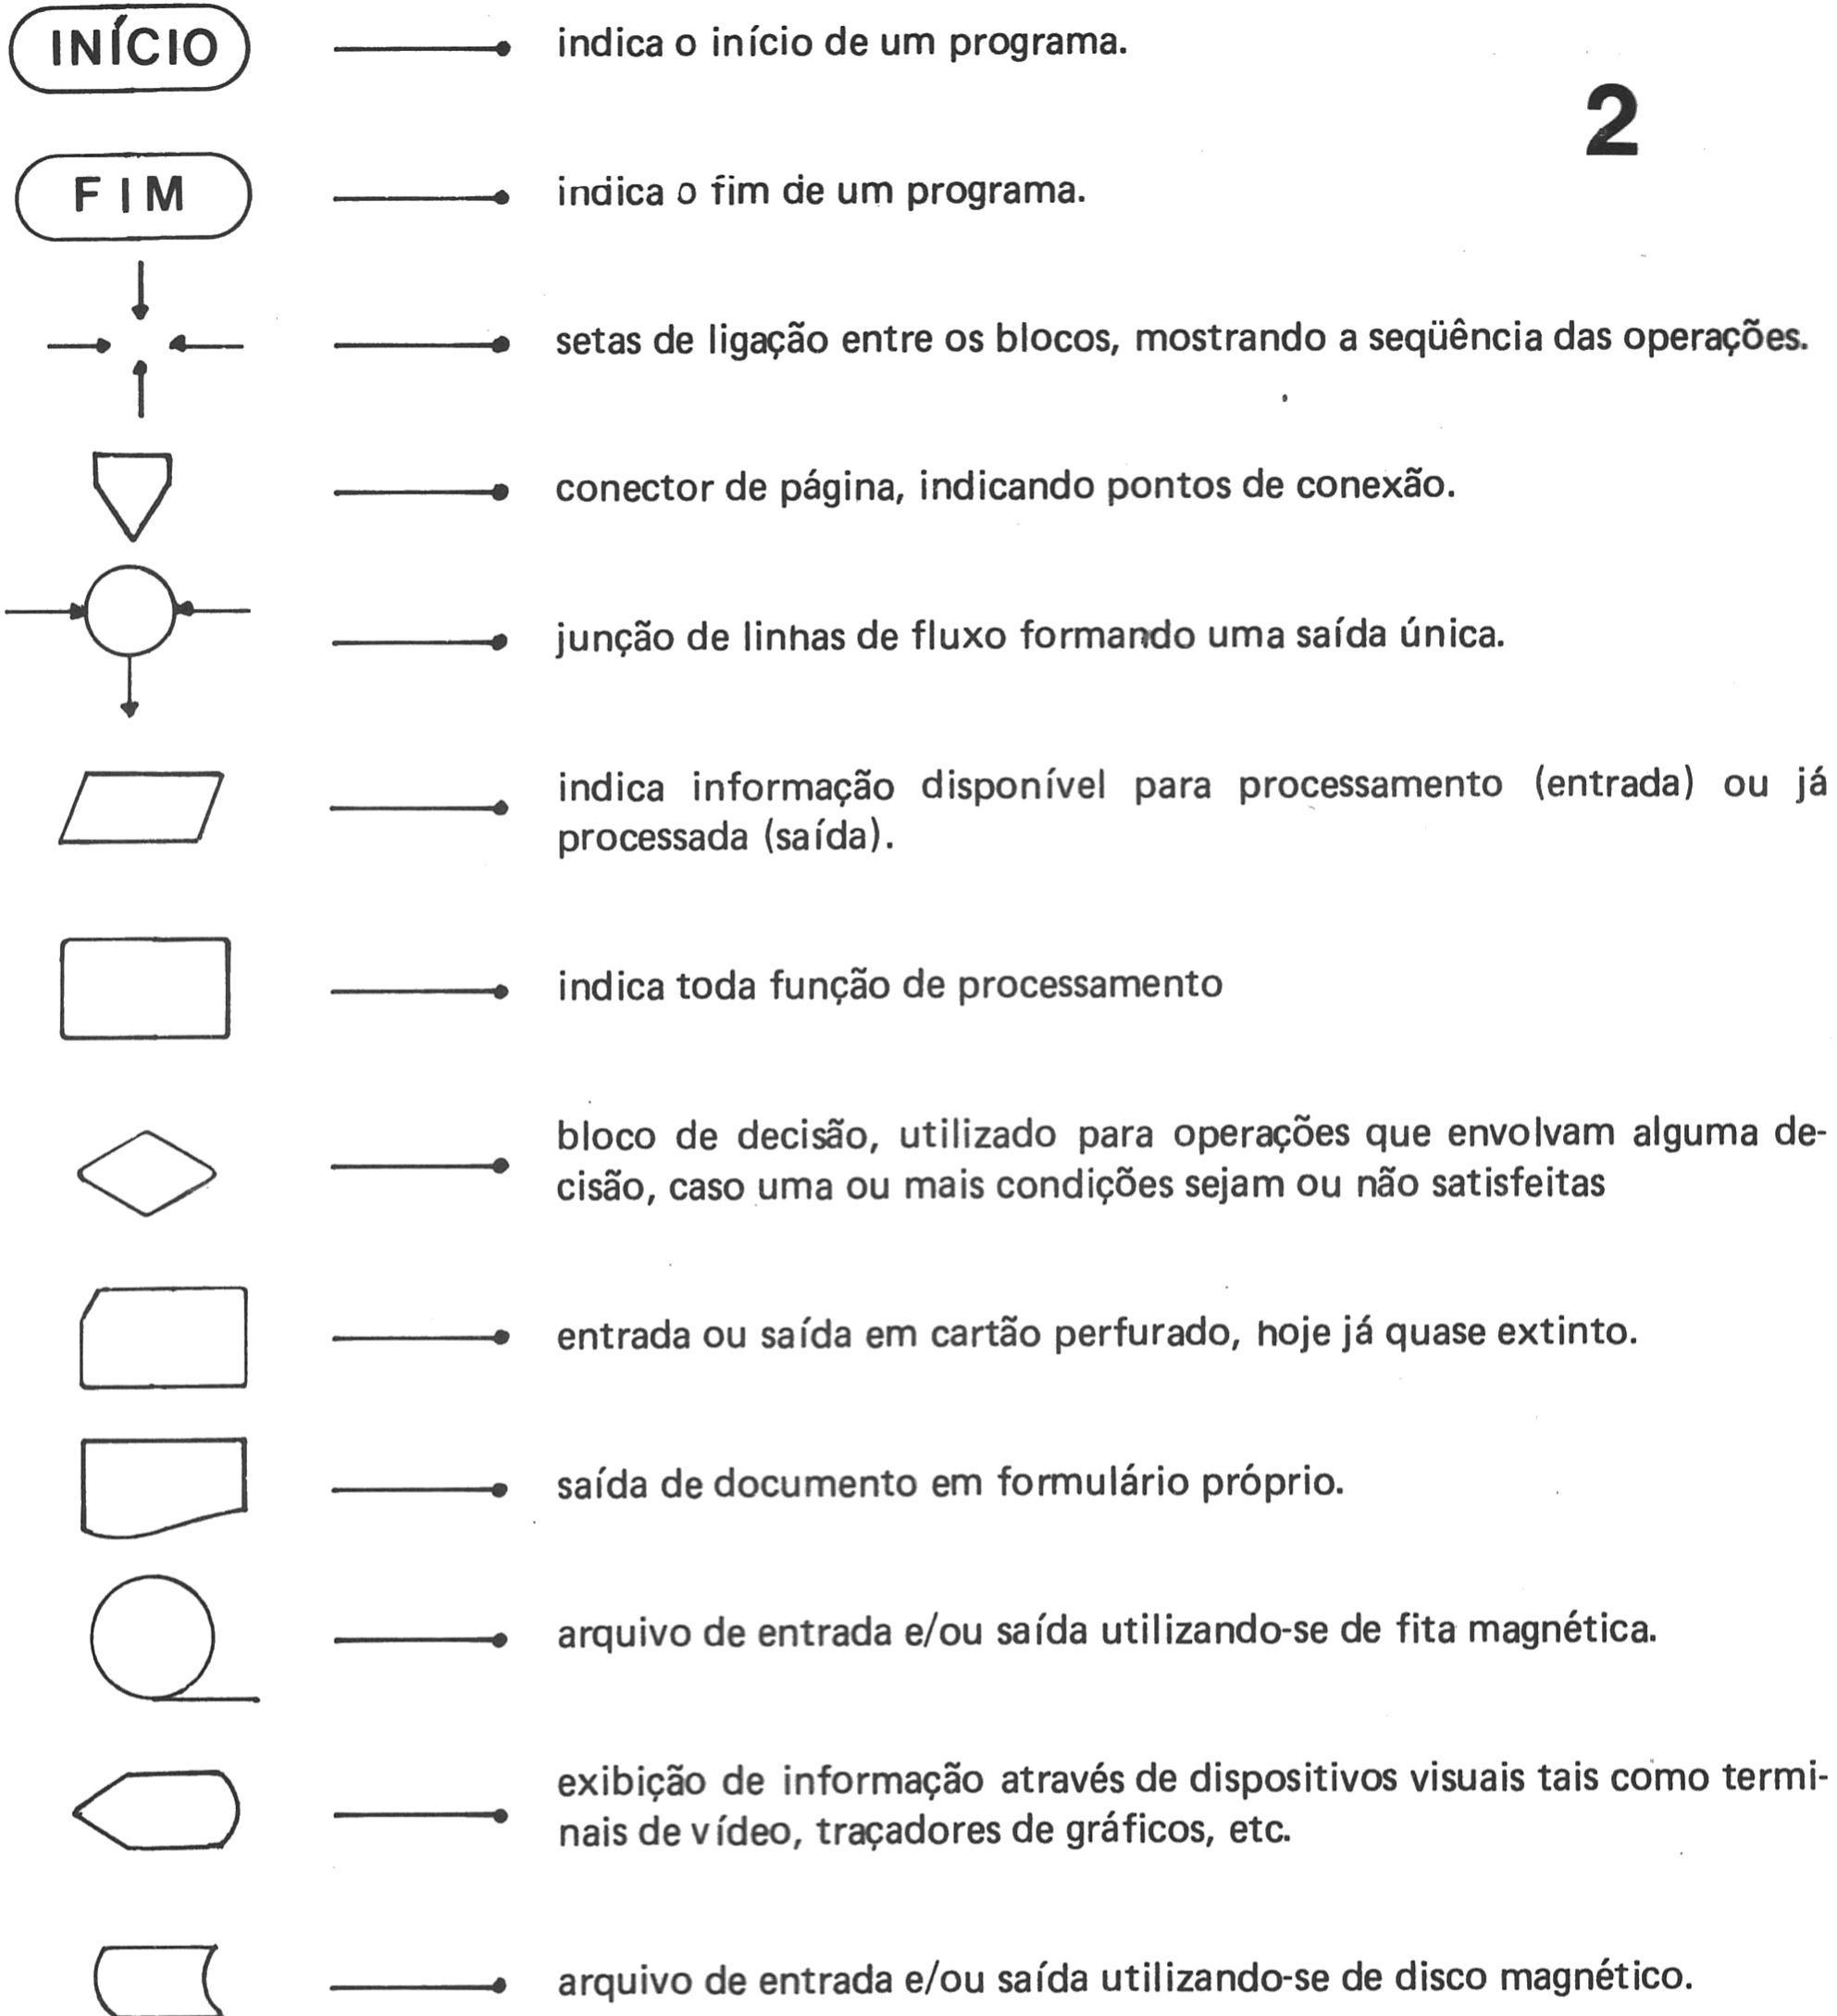 INÍCIO indica o início de um programa.
2
FIM indica o fim de um programa.
setas de ligação entre os blocos, mostrando a seqüência das operações.
conector de página, indicando pontos de conexão.
junção de linhas de fluxo formando uma saída única.
indica informação disponível para processamento (entrada) ou já
processada (saída).
indica toda função de processamento
bloco de decisão, utilizado para operações que envolvam alguma de-
cisão, caso uma ou mais condições sejam ou não satisfeitas
entrada ou saída em cartão perfurado, hoje já quase extinto.
saída de documento em formulário próprio.
arquivo de entrada e/ou saída utilizando-se de fita magnética.
exibição de informação através de dispositivos visuais tais como termi-
nais de vídeo, traçadores de gráficos, etc.
arquivo de entrada e/ou saída utilizando-se de disco magnético.